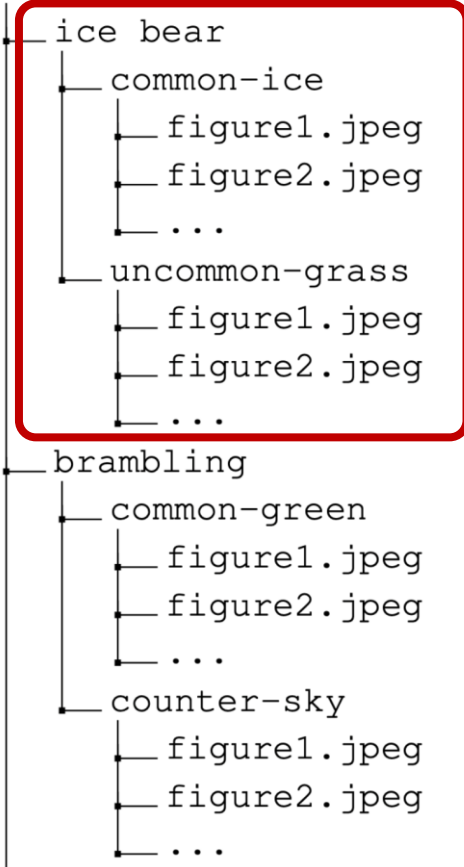 ice bear
common-ice
figure1.jpeg
figure2.jpeg
...
uncommon-grass
figure1.jpeg
figure2.jpeg
...
brambling
common-green
figure1.jpeg
figure2.jpeg
...
counter-sky
figure1.jpeg
figure2.jpeg
...